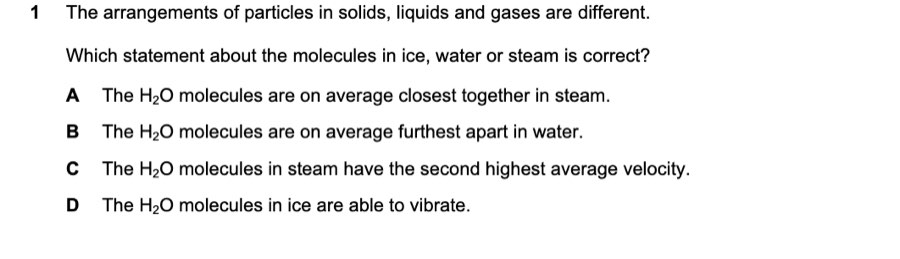 1 The arrangements of particles in solids, liquids and gases are different.
Which statement about the molecules in ice, water or steam is correct?
A The H₂O molecules are on average closest together in steam.
B The H₂O molecules are on average furthest apart in water.
C The H₂O molecules in steam have the second highest average velocity.
D The H₂O molecules in ice are able to vibrate.